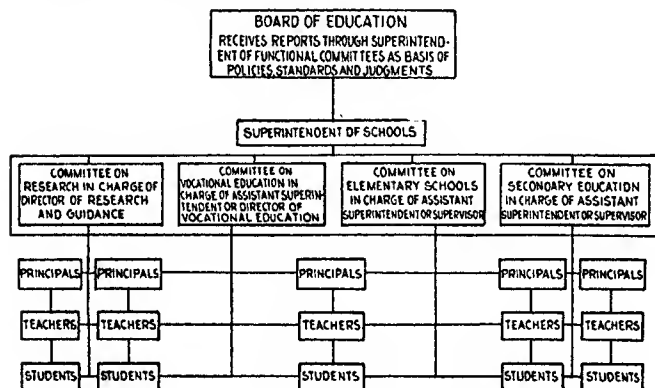 BOARD OF EDUCATION
RECEIVES REPORTS THROUGH SUPERINTEND-
ENT OF FUNCTIONAL COMMITTEES AS BASIS OF
POLICIES, STANDARDS AND JUDGMENTS
SUPERINTENDENT OF SCHOOLS
COMMITTEE ON
RESEARCH IN CHARGE OF
DIRECTOR OF RESEARCH
AND GUIDANCE
COMMITTEE ON
VOCATIONAL EDUCATION IN
CHARGE OF ASSISTANT SUPERIN-
TENDENT OR DIRECTOR OF
VOCATIONAL EDUCATION
COMMITTEE ON
ELEMENTARY SCHOOLS
IN CHARGE OF ASSISTANT
SUPERINTENDENT OR SUPERVISOR
COMMITTEE ON
SECONDARY EDUCATION
IN CHARGE OF ASSISTANT
SUPERINTENDENT OR SUPERVISOR
PRINCIPALS PRINCIPALS PRINCIPALS PRINCIPALS PRINCIPALS
TEACHERS TEACHERS TEACHERS TEACHERS TEACHERS
STUDENTS STUDENTS STUDENTS STUDENTS STUDENTS